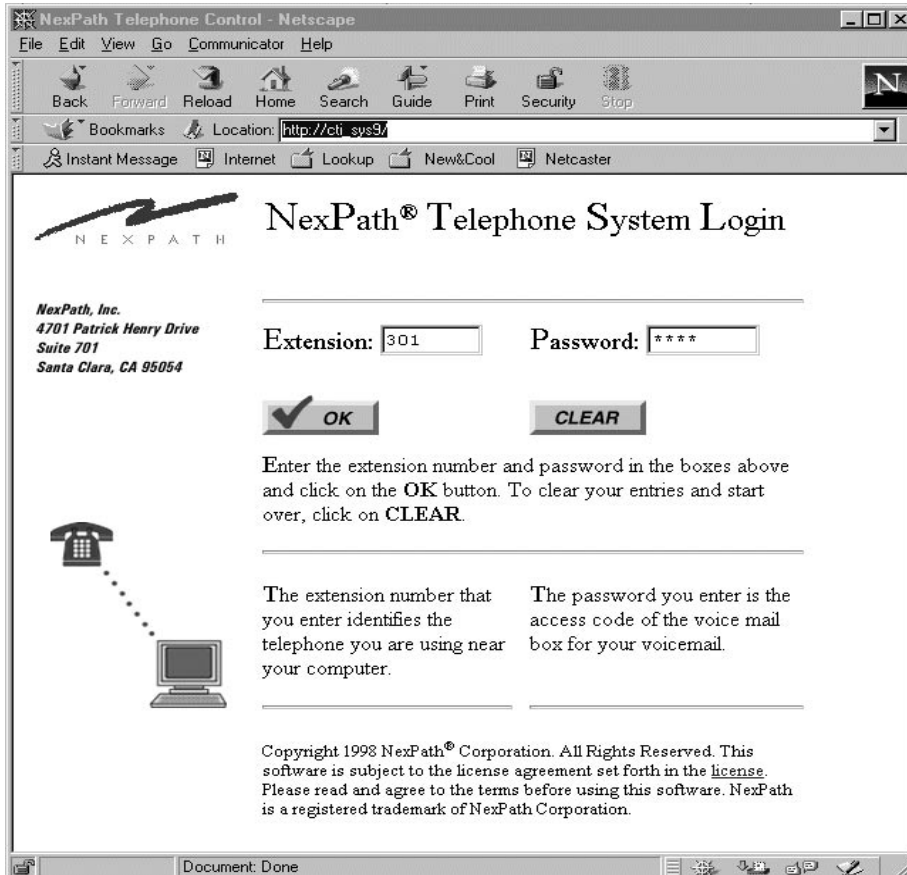 NexPath Telephone Control - Netscape
File Edit View Go Communicator Help
Back Forward Reload Home Search Guide Print Security Stop
N
Bookmarks Location: http://cti_sys9/
Instant Message Internet Lookup New&Cool Netcaster
NEXPATH
NexPath® Telephone System Login
NexPath, Inc.
4701 Patrick Henry Drive
Suite 701
Santa Clara, CA 95054
Extension: 301 Password: ****
OK CLEAR
Enter the extension number and password in the boxes above
and click on the OK button. To clear your entries and start
over, click on CLEAR.
The extension number that
you enter identifies the
telephone you are using near
your computer.
The password you enter is the
access code of the voice mail
box for your voicemail.
Copyright 1998 NexPath® Corporation. All Rights Reserved. This
software is subject to the license agreement set forth in the license.
Please read and agree to the terms before using this software. NexPath
is a registered trademark of NexPath Corporation.
Document: Done